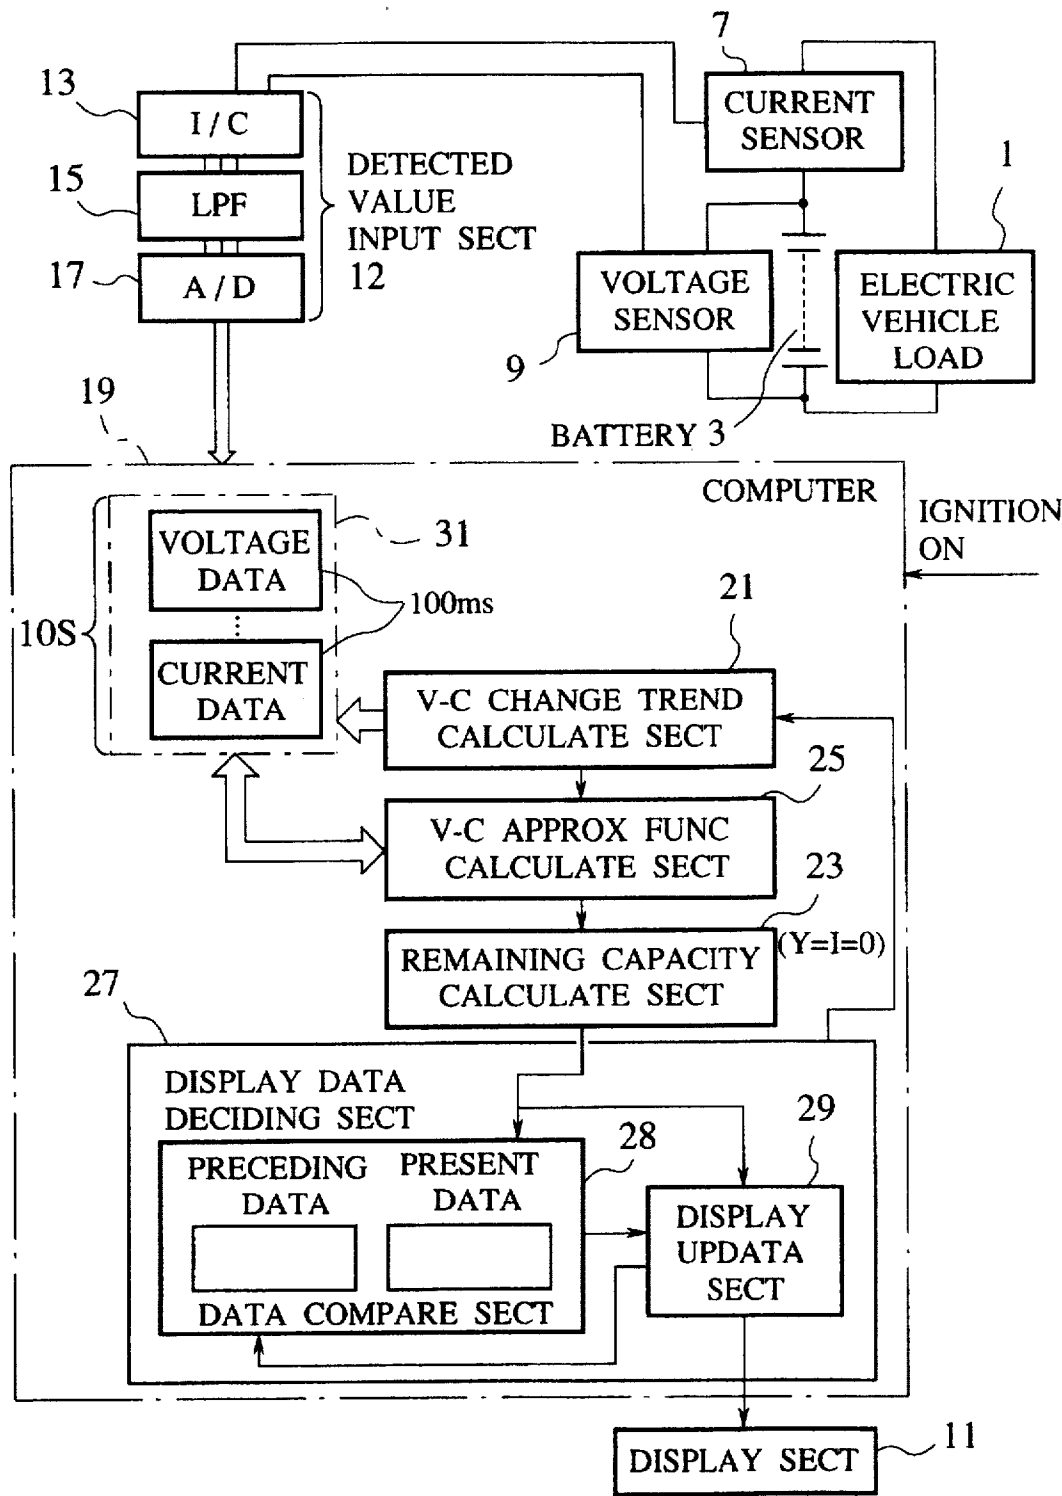 7
13
I/C
CURRENT
SENSOR
1
15
LPF
DETECTED
VALUE
INPUT SECT
12
17
A/D
VOLTAGE
SENSOR
ELECTRIC
VEHICLE
LOAD
9
BATTERY 3
19
COMPUTER
IGNITION
ON
VOLTAGE
DATA
31
100ms
10S
CURRENT
DATA
21
V-C CHANGE TREND
CALCULATE SECT
25
V-C APPROX FUNC
CALCULATE SECT
23
(Y=I=0)
REMAINING CAPACITY
CALCULATE SECT
27
DISPLAY DATA
DECIDING SECT
28
29
PRECEDING
DATA
PRESENT
DATA
DISPLAY
UPDATA
SECT
DATA COMPARE SECT
DISPLAY SECT
11